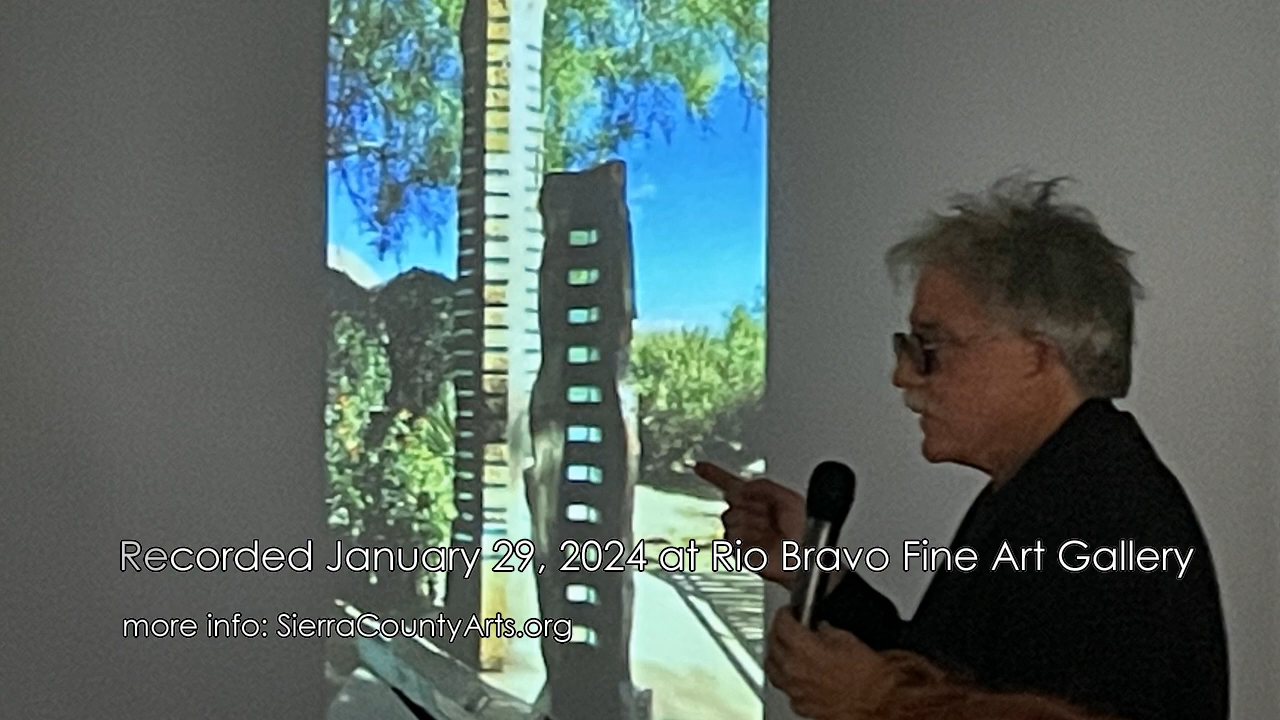 Recorded January 29, 2024 at Rio Bravo Fine Art Gallery
more info: SierraCountyArts.org